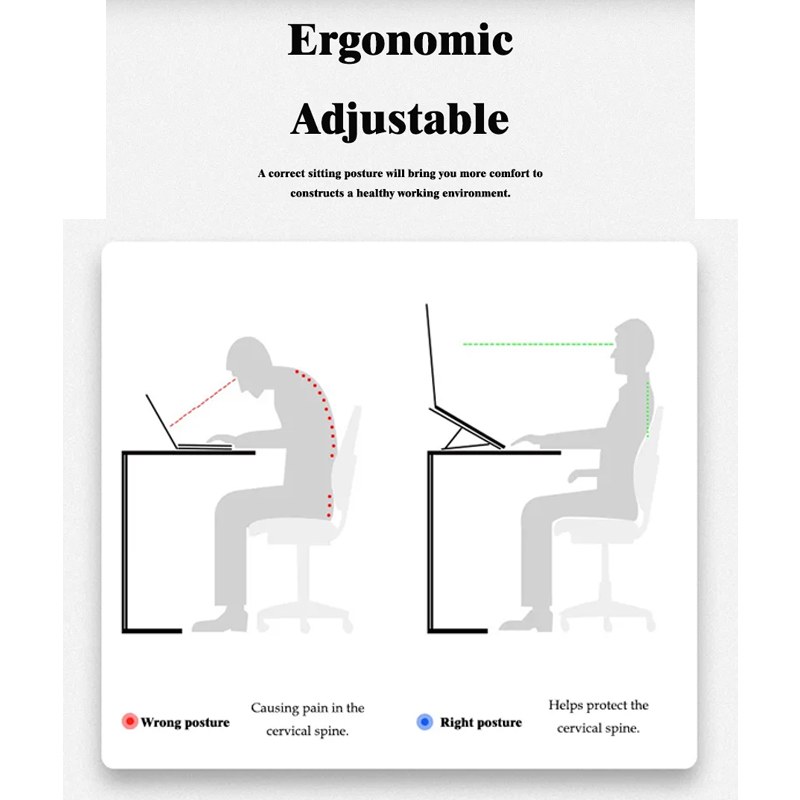 Ergonomic
Adjustable
A correct sitting posture will bring you more comfort to
constructs a healthy working environment.
Wrong posture
Causing pain in the
cervical spine.
Right posture
Helps protect the
cervical spine.